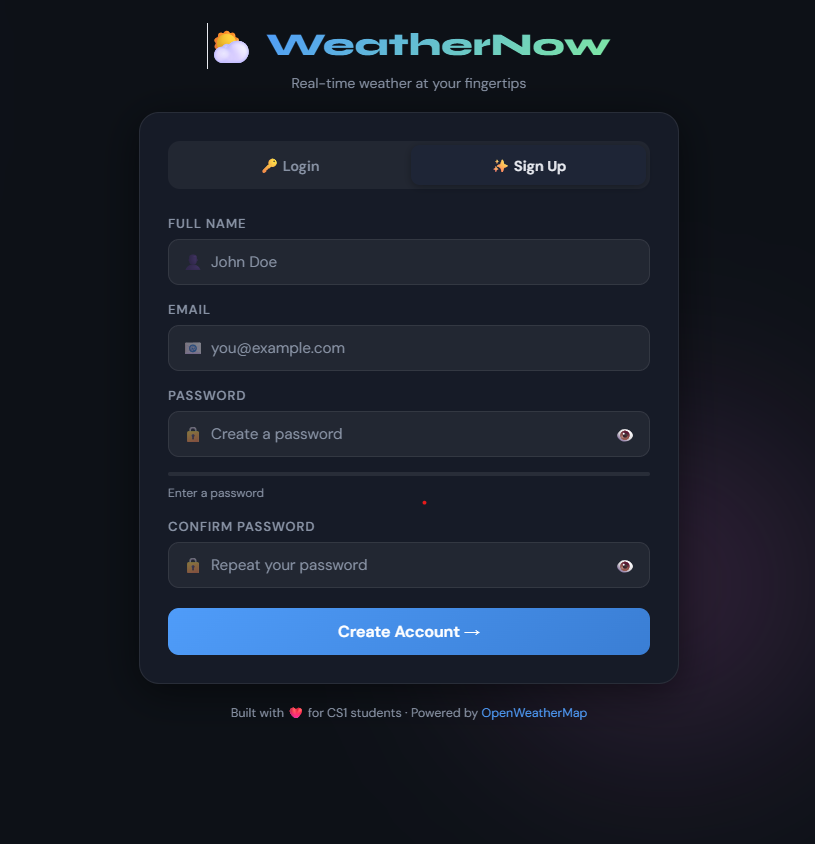 WeatherNow
Real-time weather at your fingertips
Login
Sign Up
FULL NAME
John Doe
EMAIL
you@example.com
PASSWORD
Create a password
Enter a password
CONFIRM PASSWORD
Repeat your password
Create Account →
Built with ❤️ for CS1 students · Powered by OpenWeatherMap